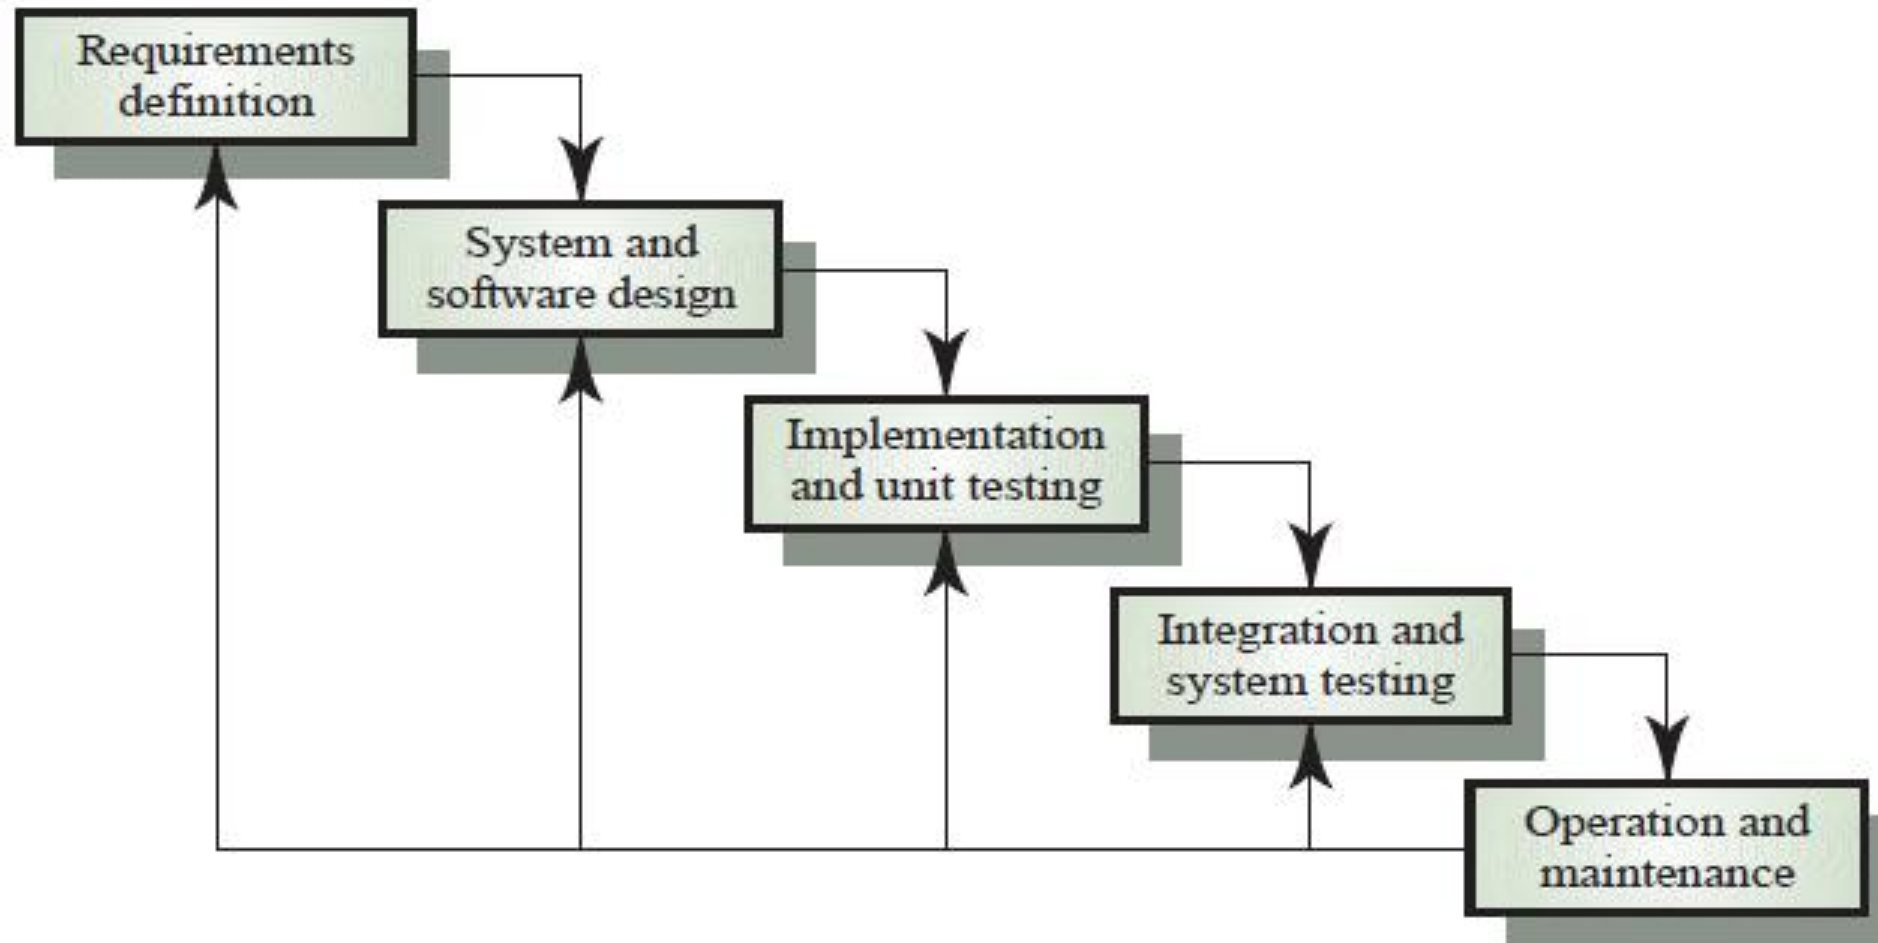 Requirements
definition
System and
software design
Implementation
and unit testing
Integration and
system testing
Operation and
maintenance